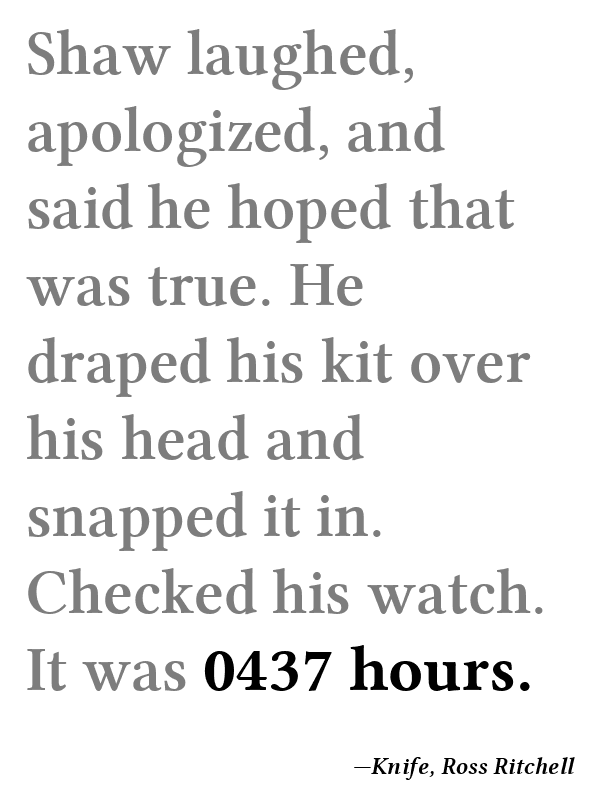 Shaw laughed,
apologized, and
said he hoped that
was true. He
draped his kit over
his head and
snapped it in.
Checked his watch.
It was 0437 hours.
—Knife, Ross Ritchell